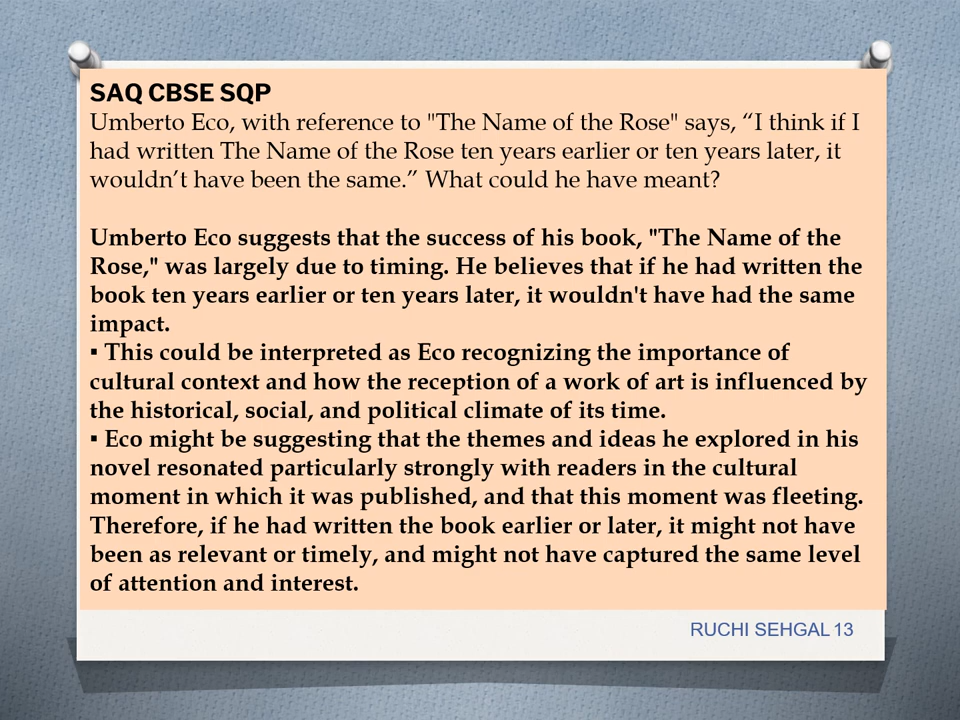 SAQ CBSE SQP
Umberto Eco, with reference to "The Name of the Rose" says, “I think if I
had written The Name of the Rose ten years earlier or ten years later, it
wouldn’t have been the same.” What could he have meant?
Umberto Eco suggests that the success of his book, "The Name of the
Rose," was largely due to timing. He believes that if he had written the
book ten years earlier or ten years later, it wouldn't have had the same
impact.
▪ This could be interpreted as Eco recognizing the importance of
cultural context and how the reception of a work of art is influenced by
the historical, social, and political climate of its time.
▪ Eco might be suggesting that the themes and ideas he explored in his
novel resonated particularly strongly with readers in the cultural
moment in which it was published, and that this moment was fleeting.
Therefore, if he had written the book earlier or later, it might not have
been as relevant or timely, and might not have captured the same level
of attention and interest.
RUCHI SEHGAL 13